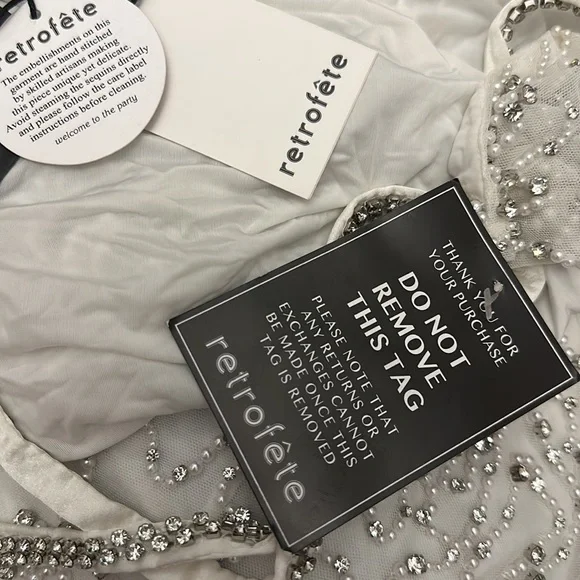 retrofête
The embellishments on this
garment are hand stitched
by skilled artisans making
this piece unique yet delicate.
Avoid steaming the sequins directly
and please follow the care label
instructions before cleaning.
welcome to the party
retrofête
THANK YOU FOR
YOUR PURCHASE
DO NOT
REMOVE
THIS TAG
PLEASE NOTE THAT
ANY RETURNS OR
EXCHANGES CANNOT
BE MADE ONCE THIS
TAG IS REMOVED
retrofête